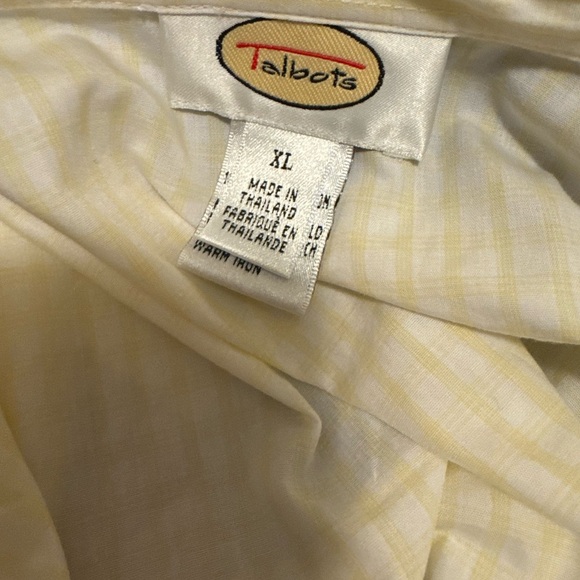 Talbots
XL
MADE IN
THAILAND
FABRIQUÉ EN
THAILANDE
WARM IRON